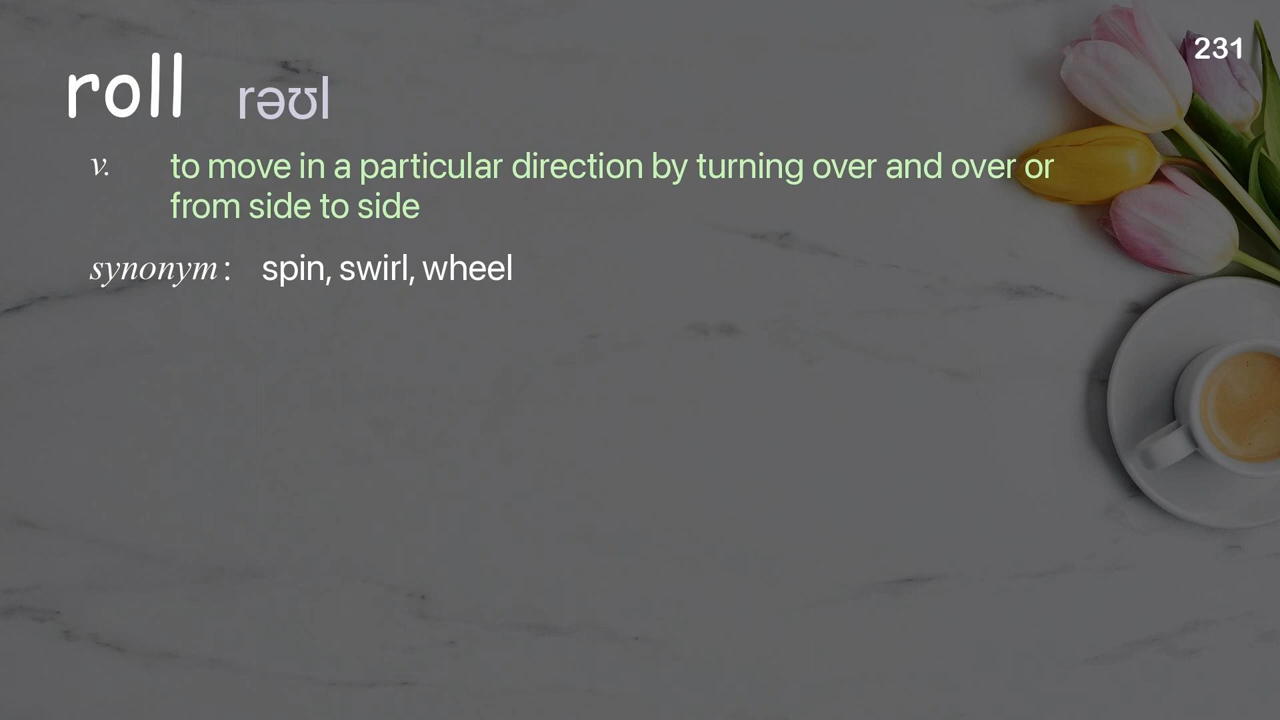 231
roll rəʊl
v. to move in a particular direction by turning over and over or
from side to side
synonym: spin, swirl, wheel